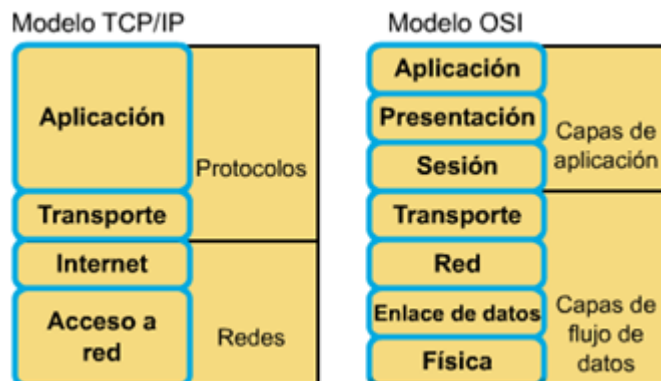 Modelo TCP/IP
Aplicación
Transporte
Internet
Acceso a
red
Protocolos
Redes
Modelo OSI
Aplicación
Presentación
Sesión
Transporte
Red
Enlace de datos
Física
Capas de
aplicación
Capas de
flujo de
datos